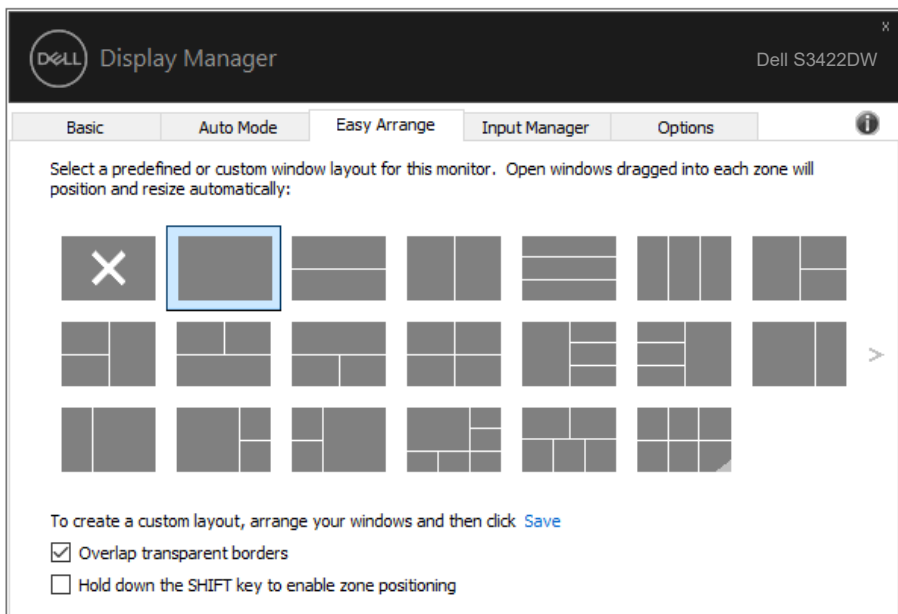 x
DELL Display Manager
Dell S3422DW
Basic Auto Mode Easy Arrange Input Manager Options i
Select a predefined or custom window layout for this monitor. Open windows dragged into each zone will
position and resize automatically:
>
To create a custom layout, arrange your windows and then click Save
Overlap transparent borders
Hold down the SHIFT key to enable zone positioning